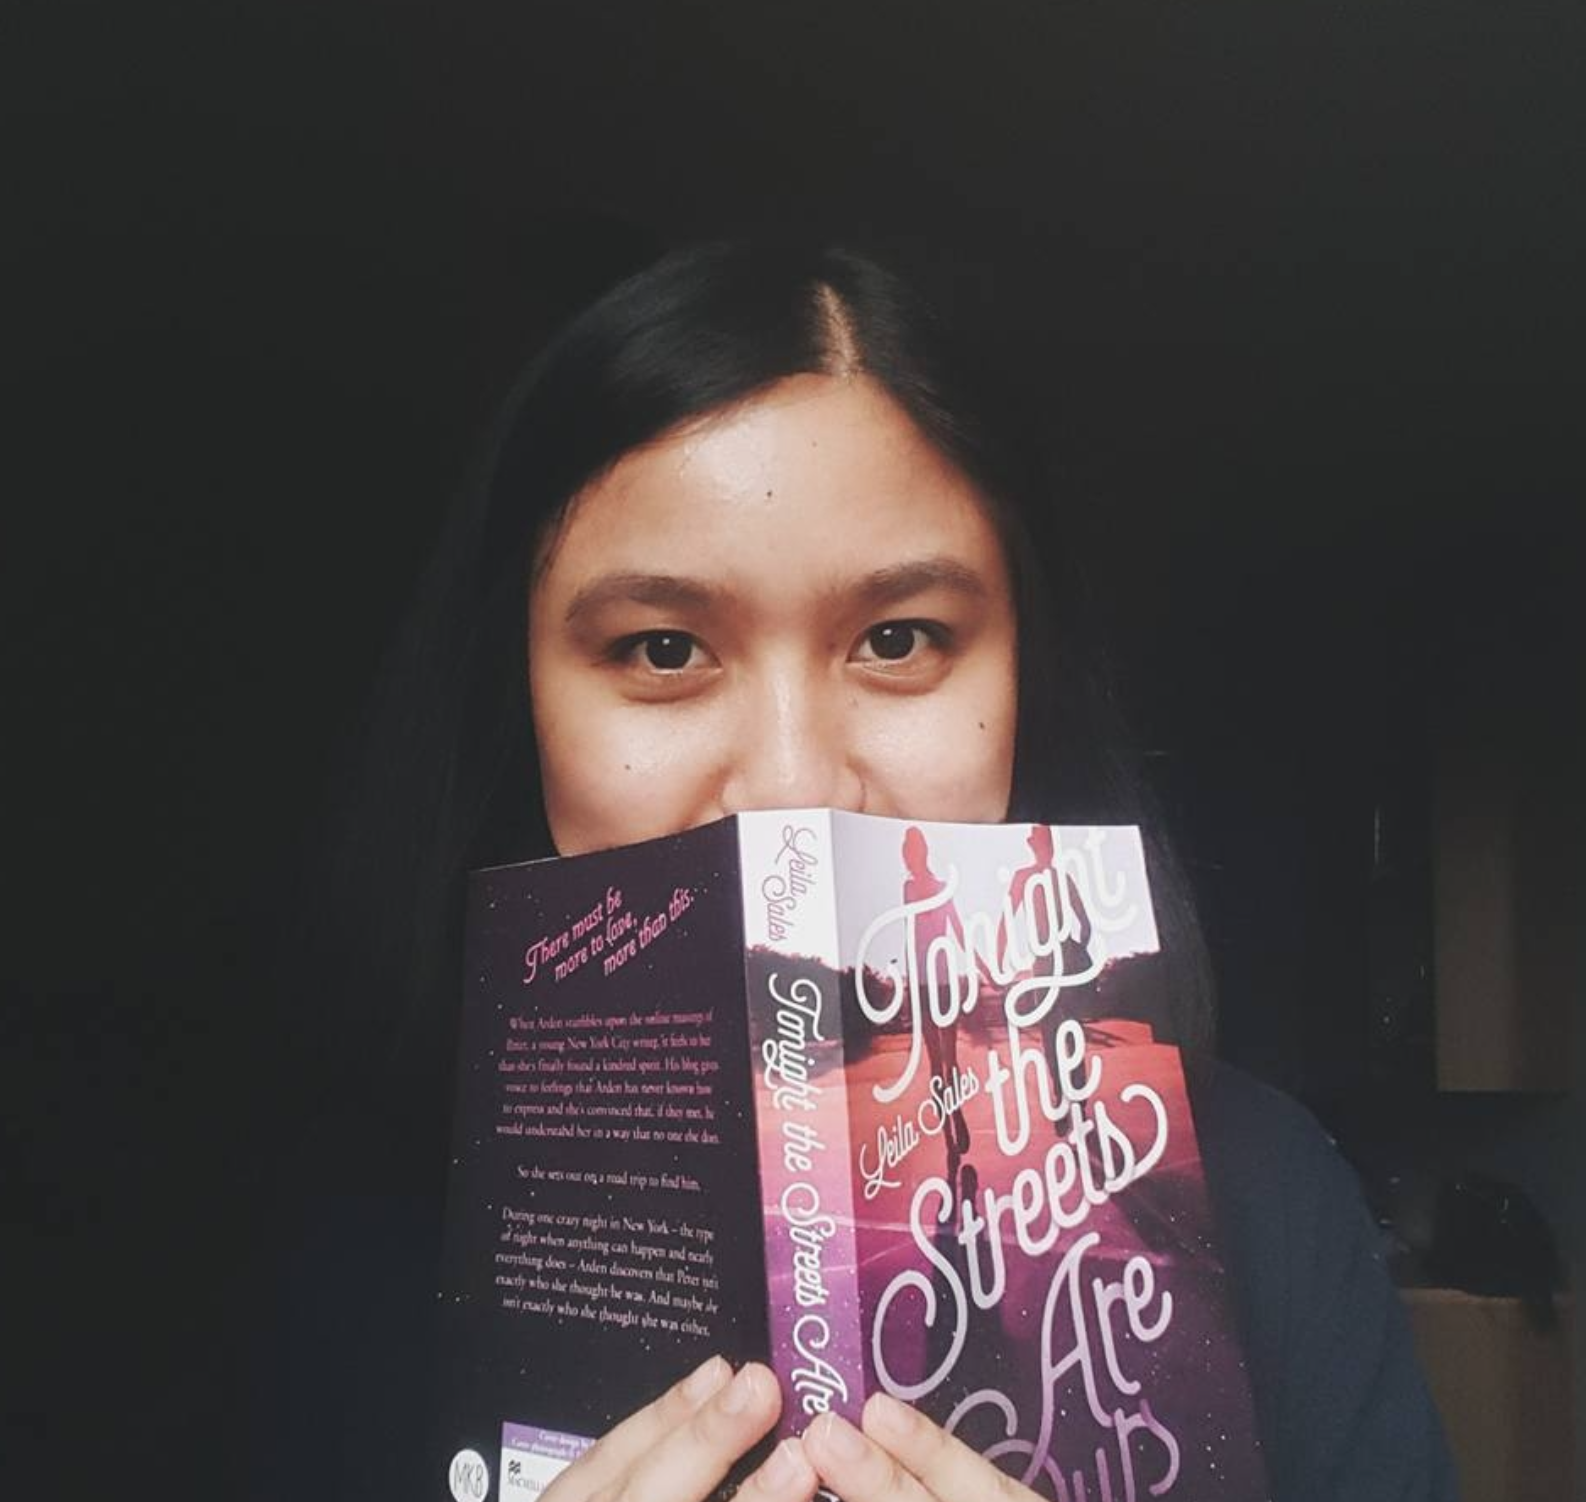 There must be
more to love,
more than this.
When Arden stumbles upon the online musings of
Peter, a young New York City writer, it feels to her
than she's finally found a kindred spirit. His blog gives
voice to feelings that Arden has never known how
to express and she's convinced that, if they met, he
would understand her in a way that no one else does.
So she sets out on a road trip to find him.
During one crazy night in New York – the type
of night when anything can happen and nearly
everything does – Arden discovers that Peter isn't
exactly who she thought he was. And maybe she
isn't exactly who she thought she was either.
MKB
Leila Sales
Tonight the Streets Are
Tonight
the
Leila Sales
Streets
Are
Ours